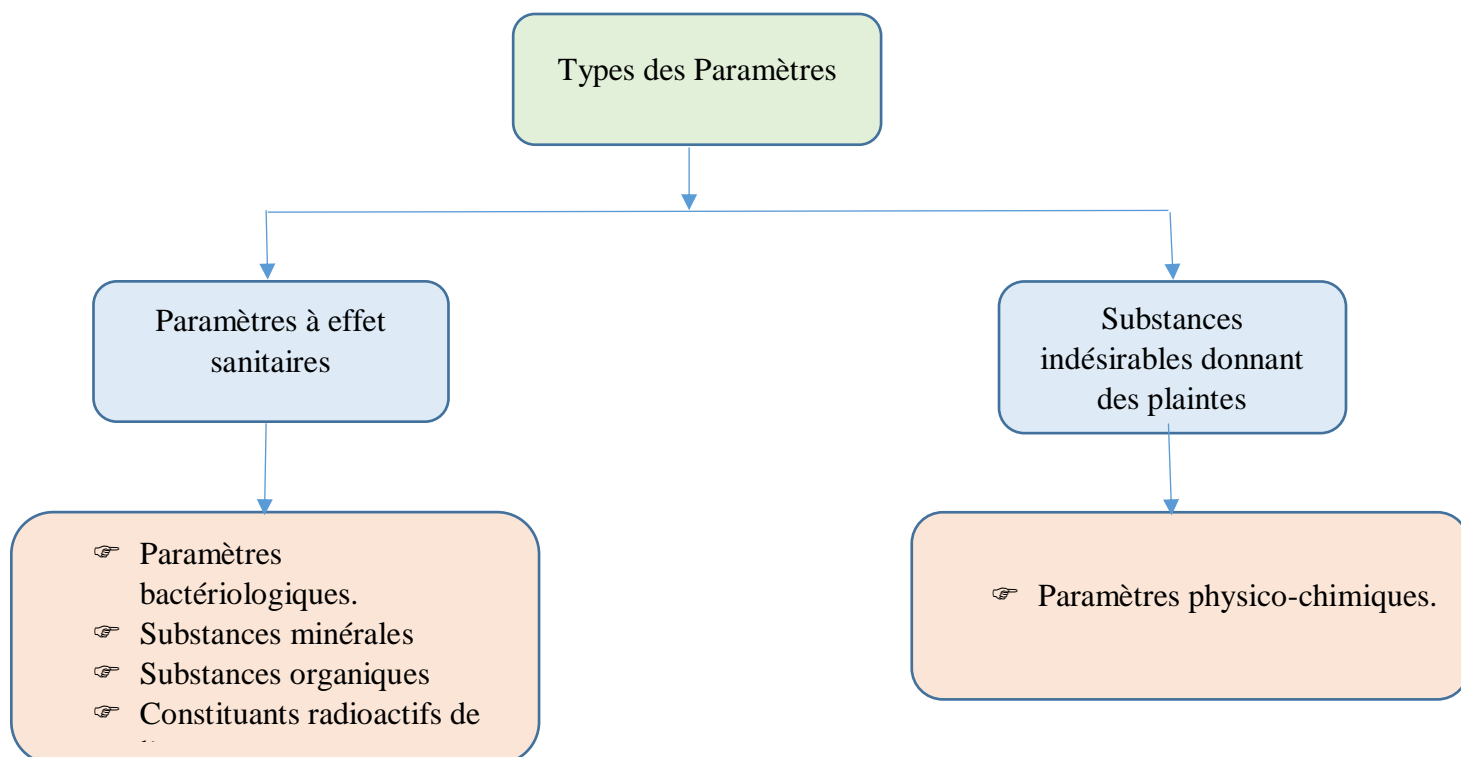 Types des Paramètres
Paramètres à effet
sanitaires
Substances
indésirables donnant
des plaintes
☞ Paramètres
bactériologiques.
☞ Substances minérales
☞ Substances organiques
☞ Constituants radioactifs de
☞ Paramètres physico-chimiques.